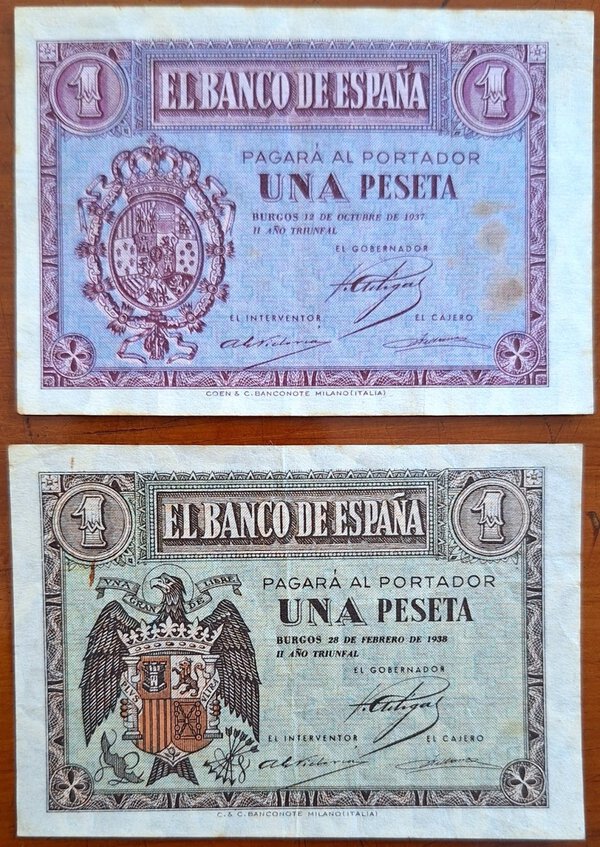 1 EL BANCO DE ESPAÑA 1
PAGARÁ AL PORTADOR
UNA PESETA
BURGOS 12 DE OCTUBRE DE 1937
II AÑO TRIUNFAL
EL GOBERNADOR
EL INTERVENTOR EL CAJERO
COEN & C. BANCONOTE MILANO (ITALIA)
1 EL BANCO DE ESPAÑA 1
UNA GRANDE LIBRE
PAGARÁ AL PORTADOR
UNA PESETA
BURGOS 28 DE FEBRERO DE 1938
II AÑO TRIUNFAL
EL GOBERNADOR
EL INTERVENTOR EL CAJERO
C. & C. BANCONOTE MILANO (ITALIA)